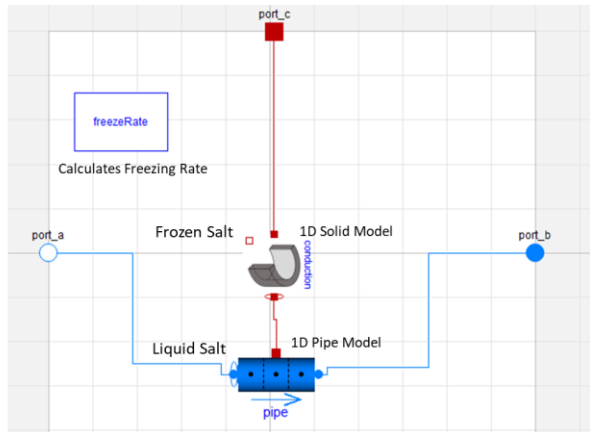 port_c
freezeRate
Calculates Freezing Rate
port_a
Frozen Salt
1D Solid Model
port_b
conduction
Liquid Salt
1D Pipe Model
pipe